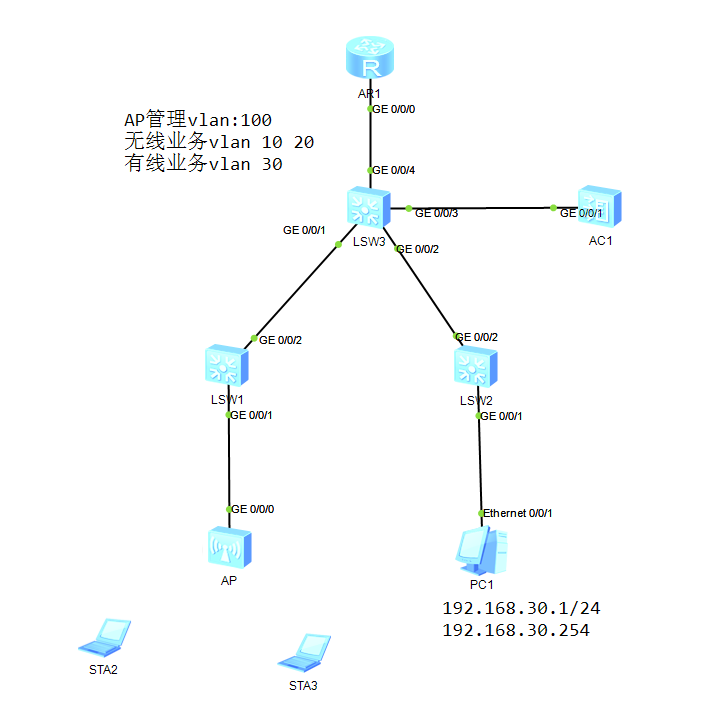 R
AR1
GE 0/0/0
AP管理vlan:100
无线业务vlan 10 20
有线业务vlan 30
GE 0/0/4
GE 0/0/3
GE 0/0/1
LSW3
AC1
GE 0/0/1
GE 0/0/2
GE 0/0/2
GE 0/0/2
LSW1
LSW2
GE 0/0/1
GE 0/0/1
GE 0/0/0
Ethernet 0/0/1
AP
PC1
192.168.30.1/24
192.168.30.254
STA2
STA3